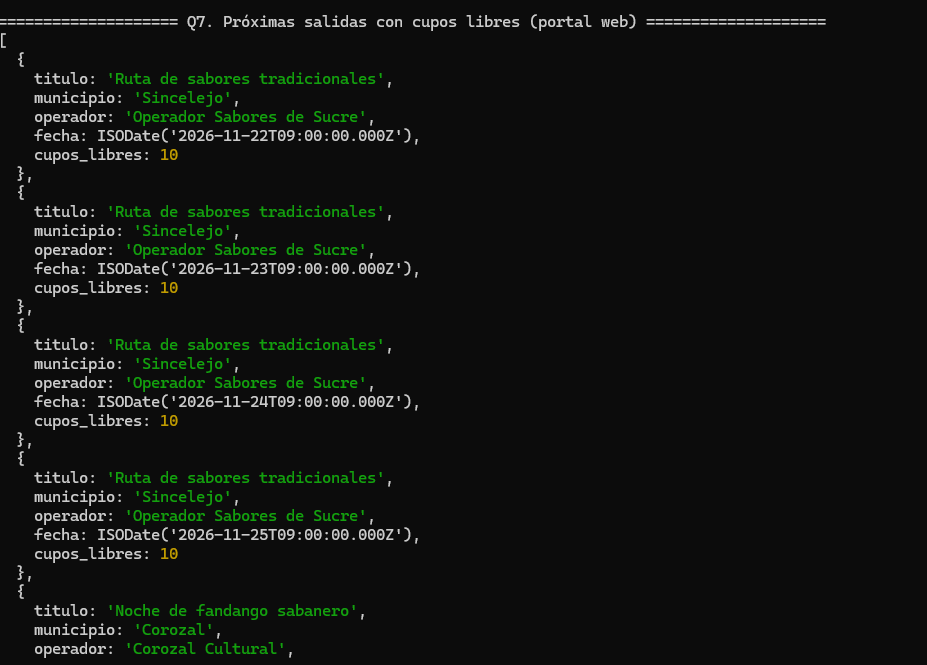 ==================== Q7. Próximas salidas con cupos libres (portal web) ====================
[
  {
    titulo: 'Ruta de sabores tradicionales',
    municipio: 'Sincelejo',
    operador: 'Operador Sabores de Sucre',
    fecha: ISODate('2026-11-22T09:00:00.000Z'),
    cupos_libres: 10
  },
  {
    titulo: 'Ruta de sabores tradicionales',
    municipio: 'Sincelejo',
    operador: 'Operador Sabores de Sucre',
    fecha: ISODate('2026-11-23T09:00:00.000Z'),
    cupos_libres: 10
  },
  {
    titulo: 'Ruta de sabores tradicionales',
    municipio: 'Sincelejo',
    operador: 'Operador Sabores de Sucre',
    fecha: ISODate('2026-11-24T09:00:00.000Z'),
    cupos_libres: 10
  },
  {
    titulo: 'Ruta de sabores tradicionales',
    municipio: 'Sincelejo',
    operador: 'Operador Sabores de Sucre',
    fecha: ISODate('2026-11-25T09:00:00.000Z'),
    cupos_libres: 10
  },
  {
    titulo: 'Noche de fandango sabanero',
    municipio: 'Corozal',
    operador: 'Corozal Cultural',